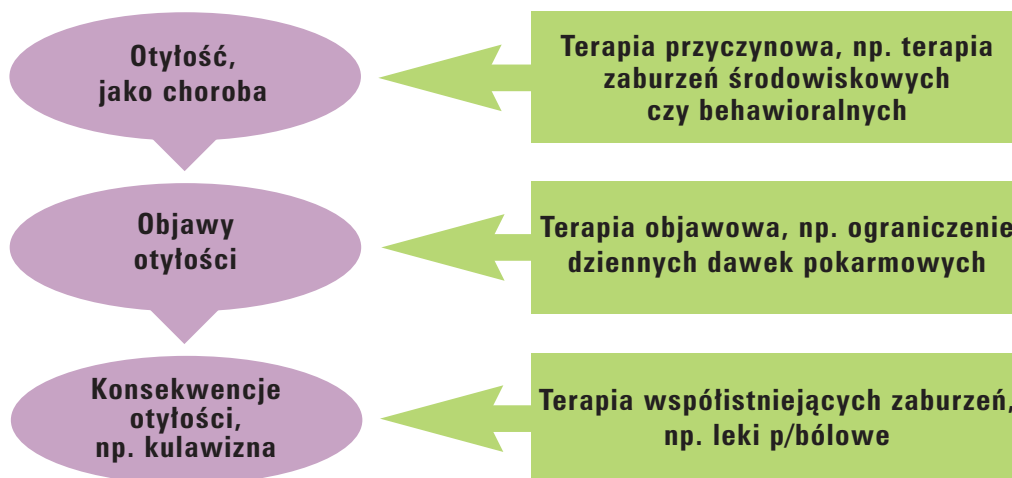 Otyłość,
jako choroba
Terapia przyczynowa, np. terapia
zaburzeń środowiskowych
czy behawioralnych
Objawy
otyłości
Terapia objawowa, np. ograniczenie
dziennych dawek pokarmowych
Konsekwencje
otyłości,
np. kulawizna
Terapia współistniejących zaburzeń,
np. leki p/bólowe